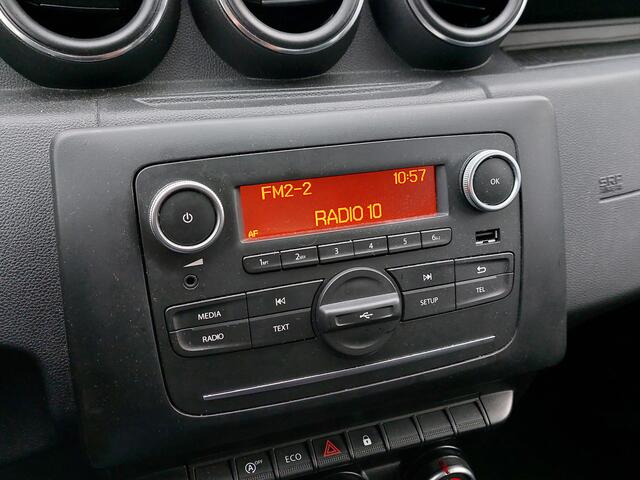 FM2-2 10:57
RADIO 10
AF
OK
1 2 3 4 5 6
MEDIA
RADIO TEXT
SETUP TEL
OFF ECO